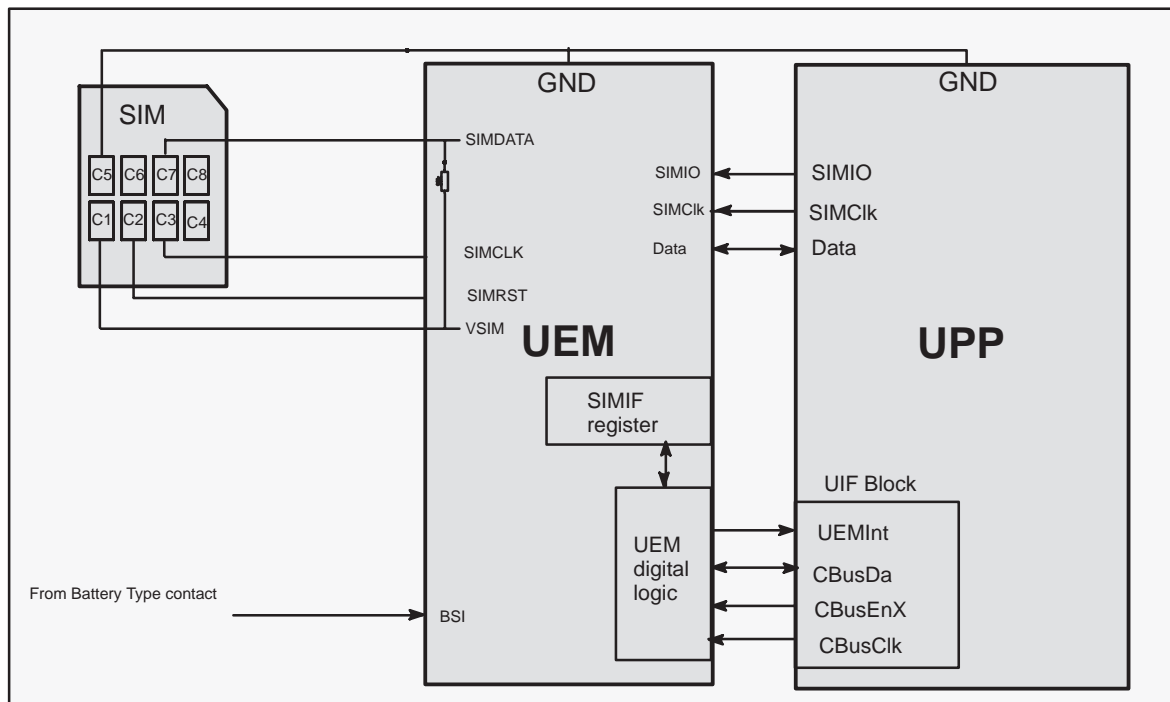 GND
GND
SIM
C5 C6 C7 C8
C1 C2 C3 C4
SIMDATA
SIMCLK
SIMRST
VSIM
SIMIO
SIMClk
Data
SIMIO
SIMClk
Data
UEM
UPP
SIMIF
register
UEM
digital
logic
UIF Block
UEMInt
CBusDa
CBusEnX
CBusClk
From Battery Type contact
BSI